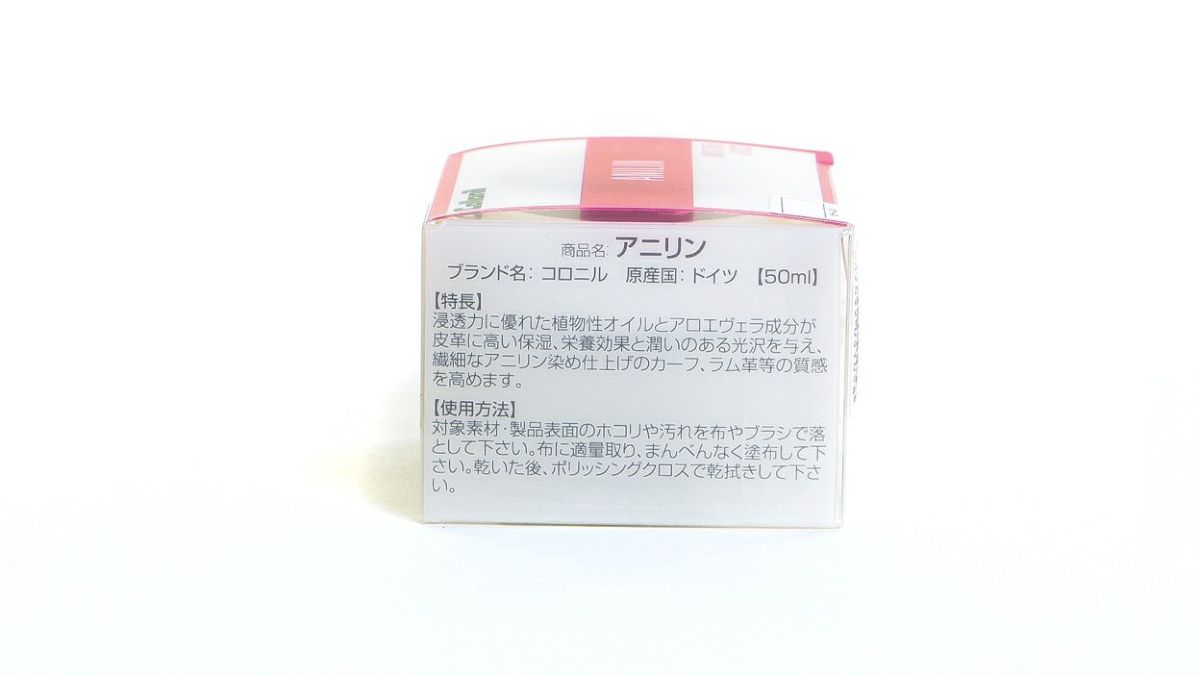 Collonil
商品名: アニリン
ブランド名: コロニル 原産国: ドイツ 【50ml】
【特長】
浸透力に優れた植物性オイルとアロエヴェラ成分が
皮革に高い保湿、栄養効果と潤いのある光沢を与え、
繊細なアニリン染め仕上げのカーフ、ラム革等の質感
を高めます。
【使用方法】
対象素材・製品表面のホコリや汚れを布やブラシで落
として下さい。布に適量取り、まんべんなく塗布して下
さい。乾いた後、ポリッシングクロスで乾拭きして下さ
い。